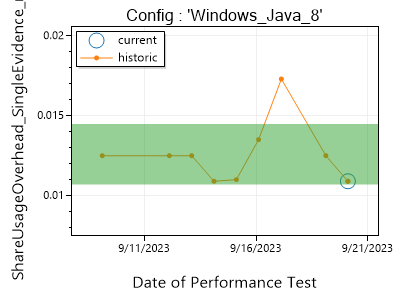 Config : 'Windows_Java_8'
ShareUsageOverhead_SingleEvidence_
current
historic
0.02
0.015
0.01
9/11/2023
9/16/2023
9/21/2023
Date of Performance Test